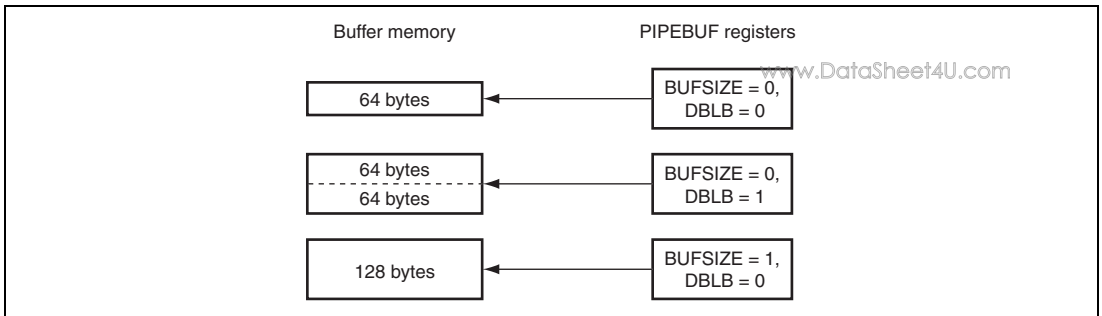 Buffer memory PIPEBUF registers
www.DataSheet4U.com
64 bytes
BUFSIZE = 0,
DBLB = 0
64 bytes
64 bytes
BUFSIZE = 0,
DBLB = 1
128 bytes
BUFSIZE = 1,
DBLB = 0